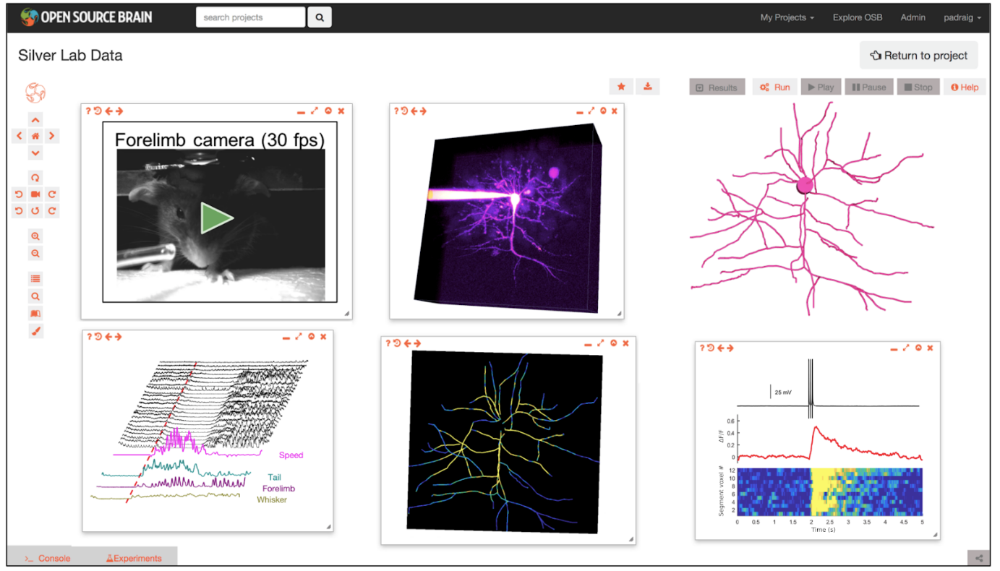 OPEN SOURCE BRAIN
search projects
My Projects
Explore OSB
Admin
padraig
Silver Lab Data
Return to project
Results
Run
Play
Pause
Stop
Help
Forelimb camera (30 fps)
Speed
Tail
Forelimb
Whisker
25 mV
ΔF/F
0.6
0.4
0.2
0
Segment voxel #
12
10
8
6
4
2
0 0.5 1 1.5 2 2.5 3 3.5 4 4.5 5
Time (s)
>_ Console
Experiments